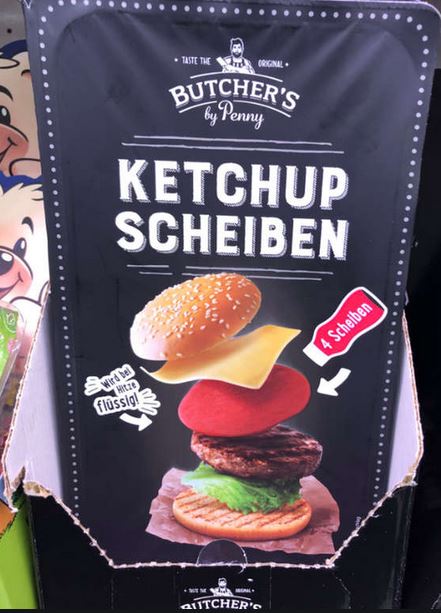 TASTE THE ORIGINAL
BUTCHER'S
by Penny
KETCHUP
SCHEIBEN
4 Scheiben
Wird bei
Hitze
flüssig!
TASTE THE ORIGINAL
BUTCHER'S